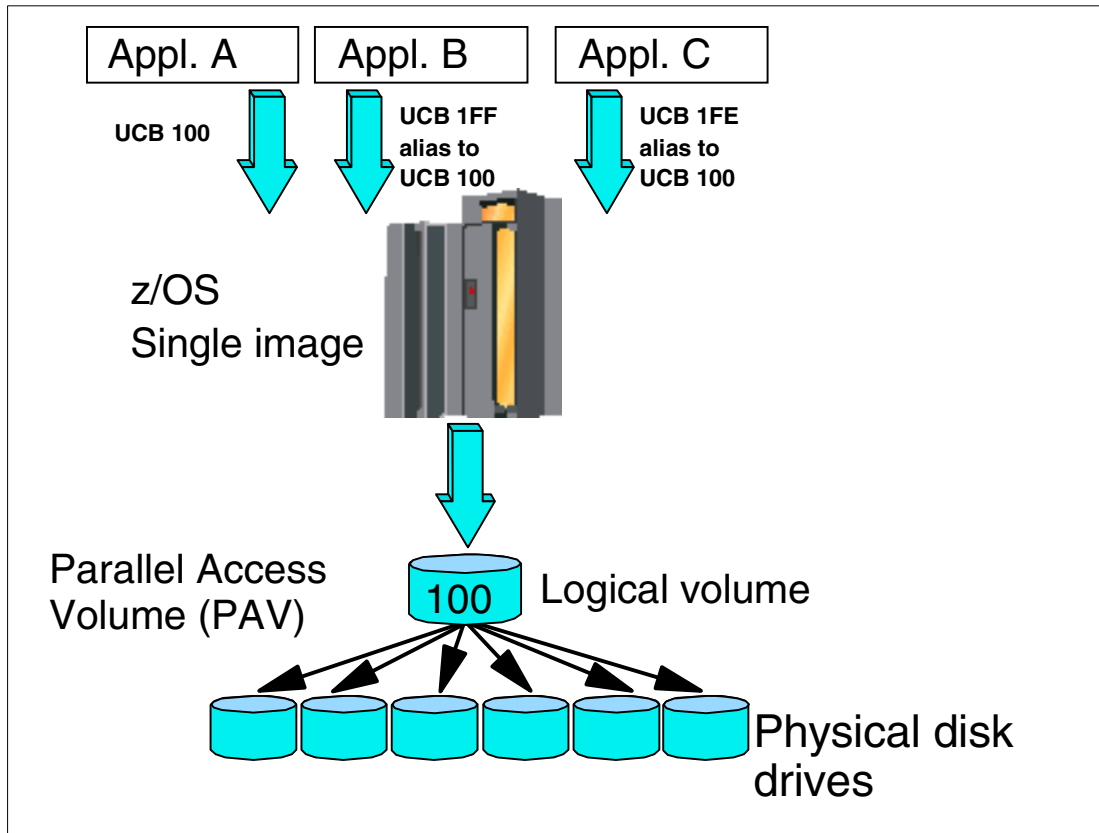 Appl. A
Appl. B
Appl. C
UCB 100
UCB 1FF
alias to
UCB 100
UCB 1FE
alias to
UCB 100
z/OS
Single image
Parallel Access
Volume (PAV)
100
Logical volume
Physical disk
drives